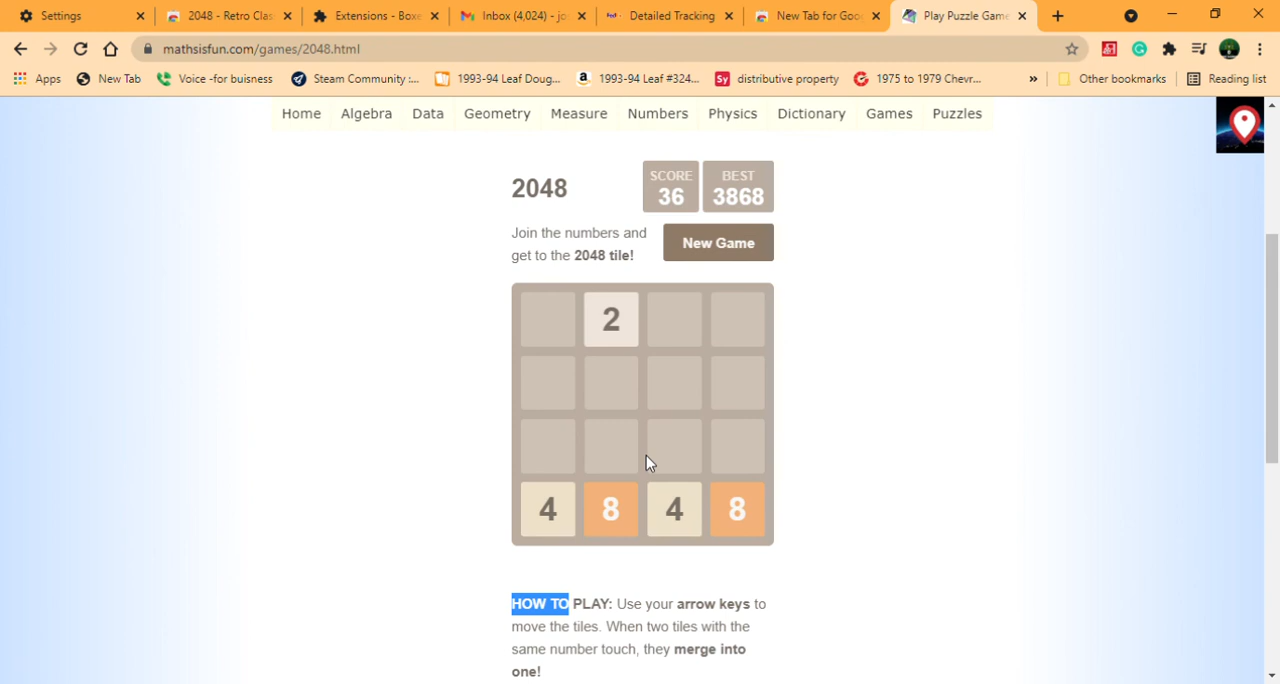 Settings
2048 - Retro Clas
Extensions - Boxe
Inbox (4,024) - jo
Detailed Tracking
New Tab for Goo
Play Puzzle Game
mathsisfun.com/games/2048.html
Apps
New Tab
Voice -for buisness
Steam Community :...
1993-94 Leaf Doug...
1993-94 Leaf #324...
Sy
distributive property
1975 to 1979 Chevr...
»
Other bookmarks
Reading list
Home Algebra Data Geometry Measure Numbers Physics Dictionary Games Puzzles
2048
SCORE
36
BEST
3868
Join the numbers and
get to the 2048 tile!
New Game
2
4 8 4 8
HOW TO PLAY: Use your arrow keys to
move the tiles. When two tiles with the
same number touch, they merge into
one!